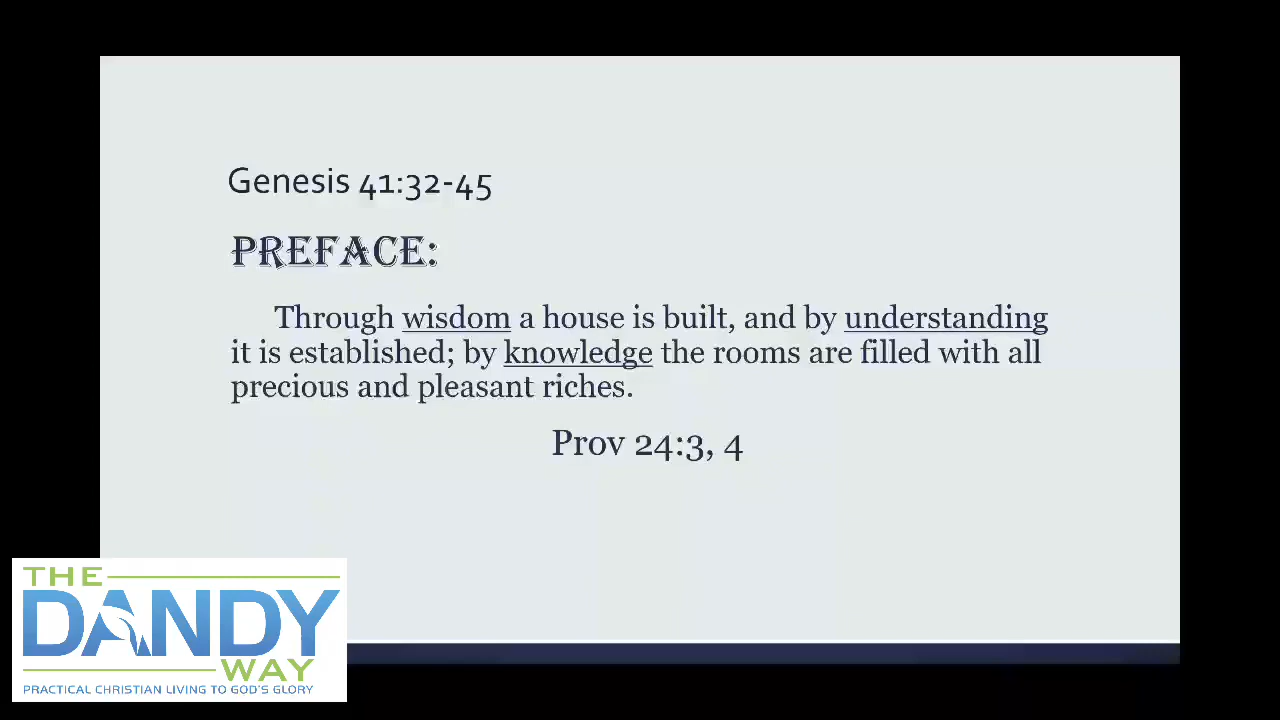 Genesis 41:32-45
PREFACE:
Through wisdom a house is built, and by understanding
it is established; by knowledge the rooms are filled with all
precious and pleasant riches.
Prov 24:3, 4
THE
DANDY
WAY
PRACTICAL CHRISTIAN LIVING TO GOD'S GLORY